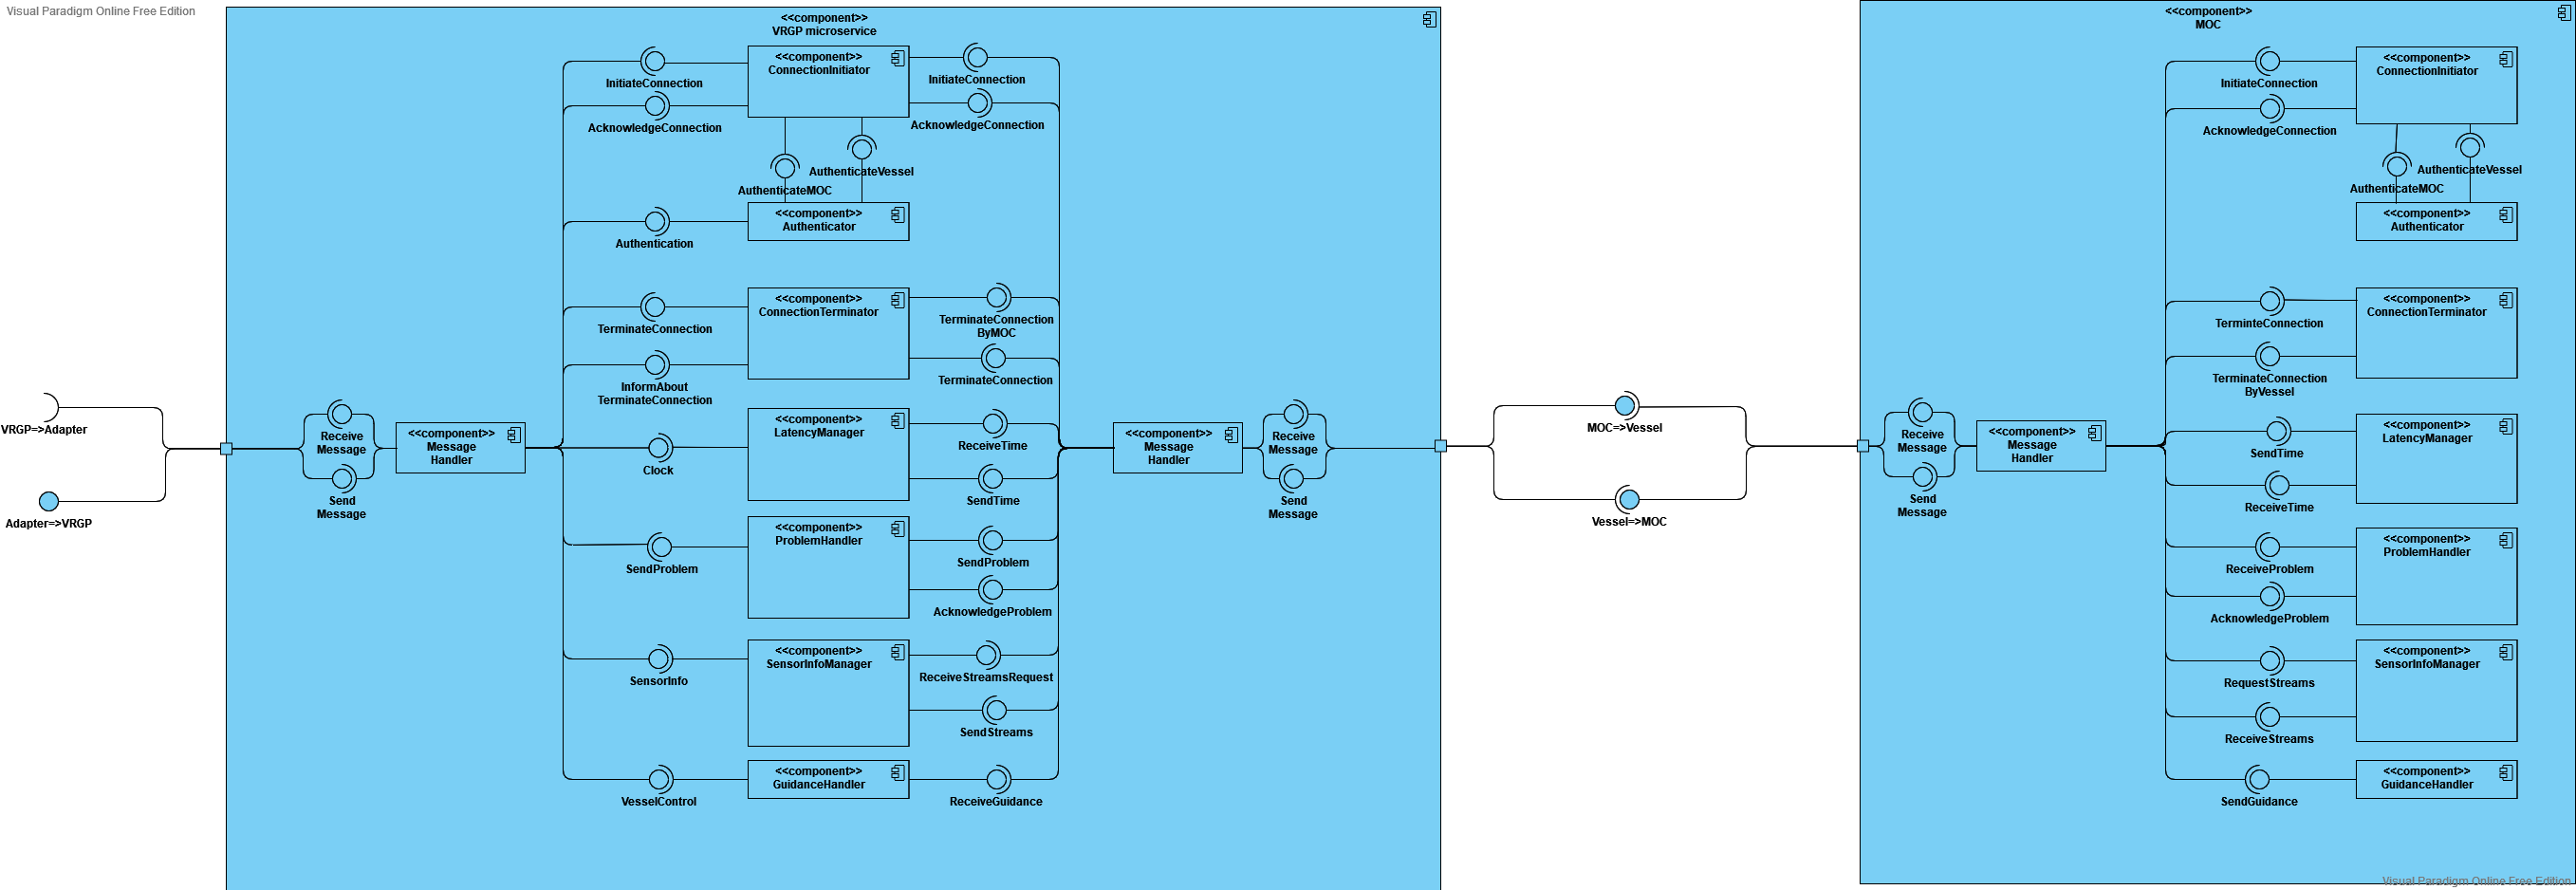 Visual Paradigm Online Free Edition
VRGP=>Adapter
Adapter=>VRGP
<<component>>
VRGP microservice
Receive
Message
Send
Message
<<component>>
Message
Handler
InitiateConnection
AcknowledgeConnection
Authentication
TerminateConnection
InformAbout
TerminateConnection
Clock
SendProblem
SensorInfo
VesselControl
<<component>>
ConnectionInitiator
AuthenticateVessel
AuthenticateMOC
<<component>>
Authenticator
<<component>>
ConnectionTerminator
<<component>>
LatencyManager
<<component>>
ProblemHandler
<<component>>
SensorInfoManager
<<component>>
GuidanceHandler
InitiateConnection
AcknowledgeConnection
TerminateConnection
ByMOC
TerminateConnection
ReceiveTime
SendTime
SendProblem
AcknowledgeProblem
ReceiveStreamsRequest
SendStreams
ReceiveGuidance
<<component>>
Message
Handler
Receive
Message
Send
Message
MOC=>Vessel
Vessel=>MOC
<<component>>
MOC
Receive
Message
Send
Message
<<component>>
Message
Handler
InitiateConnection
AcknowledgeConnection
TerminteConnection
TerminateConnection
ByVessel
SendTime
ReceiveTime
ReceiveProblem
AcknowledgeProblem
RequestStreams
ReceiveStreams
SendGuidance
<<component>>
ConnectionInitiator
AuthenticateVessel
AuthenticateMOC
<<component>>
Authenticator
<<component>>
ConnectionTerminator
<<component>>
LatencyManager
<<component>>
ProblemHandler
<<component>>
SensorInfoManager
<<component>>
GuidanceHandler
Visual Paradigm Online Free Edition